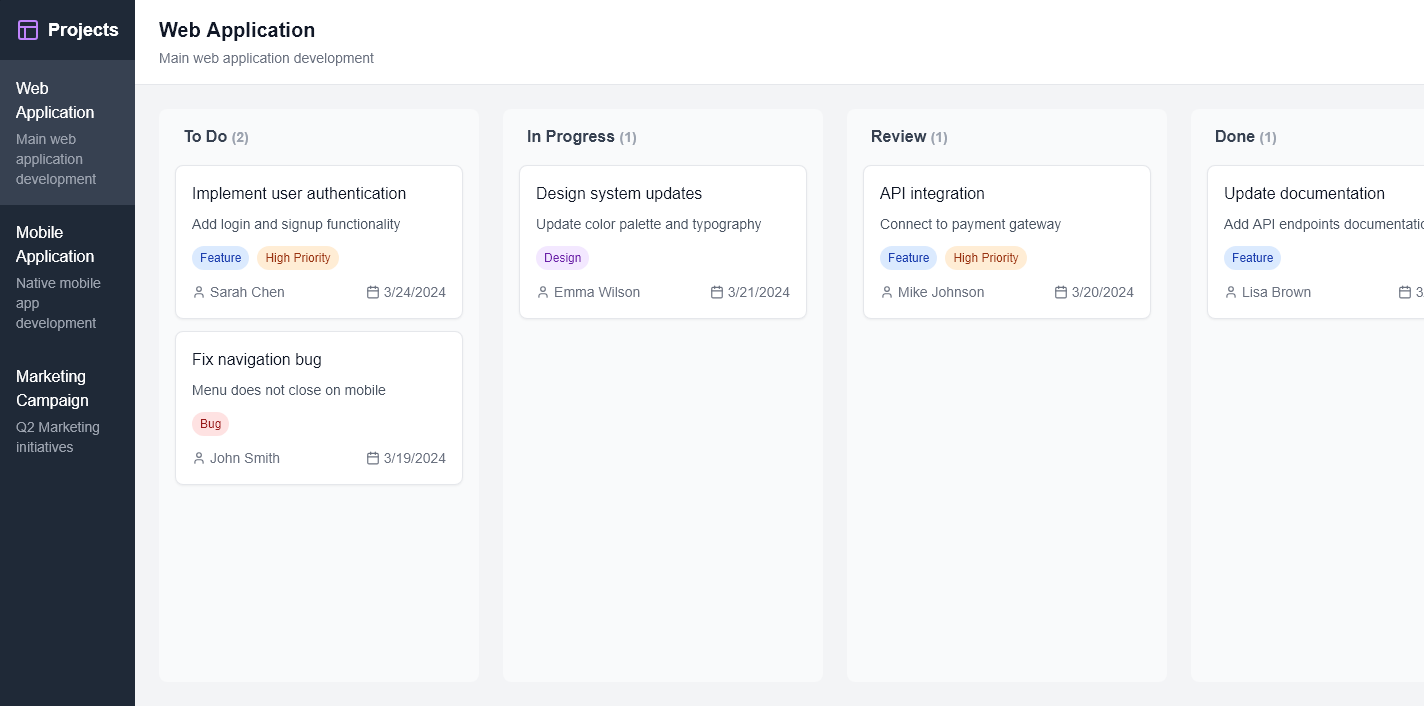 Projects
Web
Application
Main web
application
development
Mobile
Application
Native mobile
app
development
Marketing
Campaign
Q2 Marketing
initiatives
Web Application
Main web application development
To Do (2)
Implement user authentication
Add login and signup functionality
Feature High Priority
Sarah Chen 3/24/2024
Fix navigation bug
Menu does not close on mobile
Bug
John Smith 3/19/2024
In Progress (1)
Design system updates
Update color palette and typography
Design
Emma Wilson 3/21/2024
Review (1)
API integration
Connect to payment gateway
Feature High Priority
Mike Johnson 3/20/2024
Done (1)
Update documentation
Add API endpoints
Feature
Lisa Brown